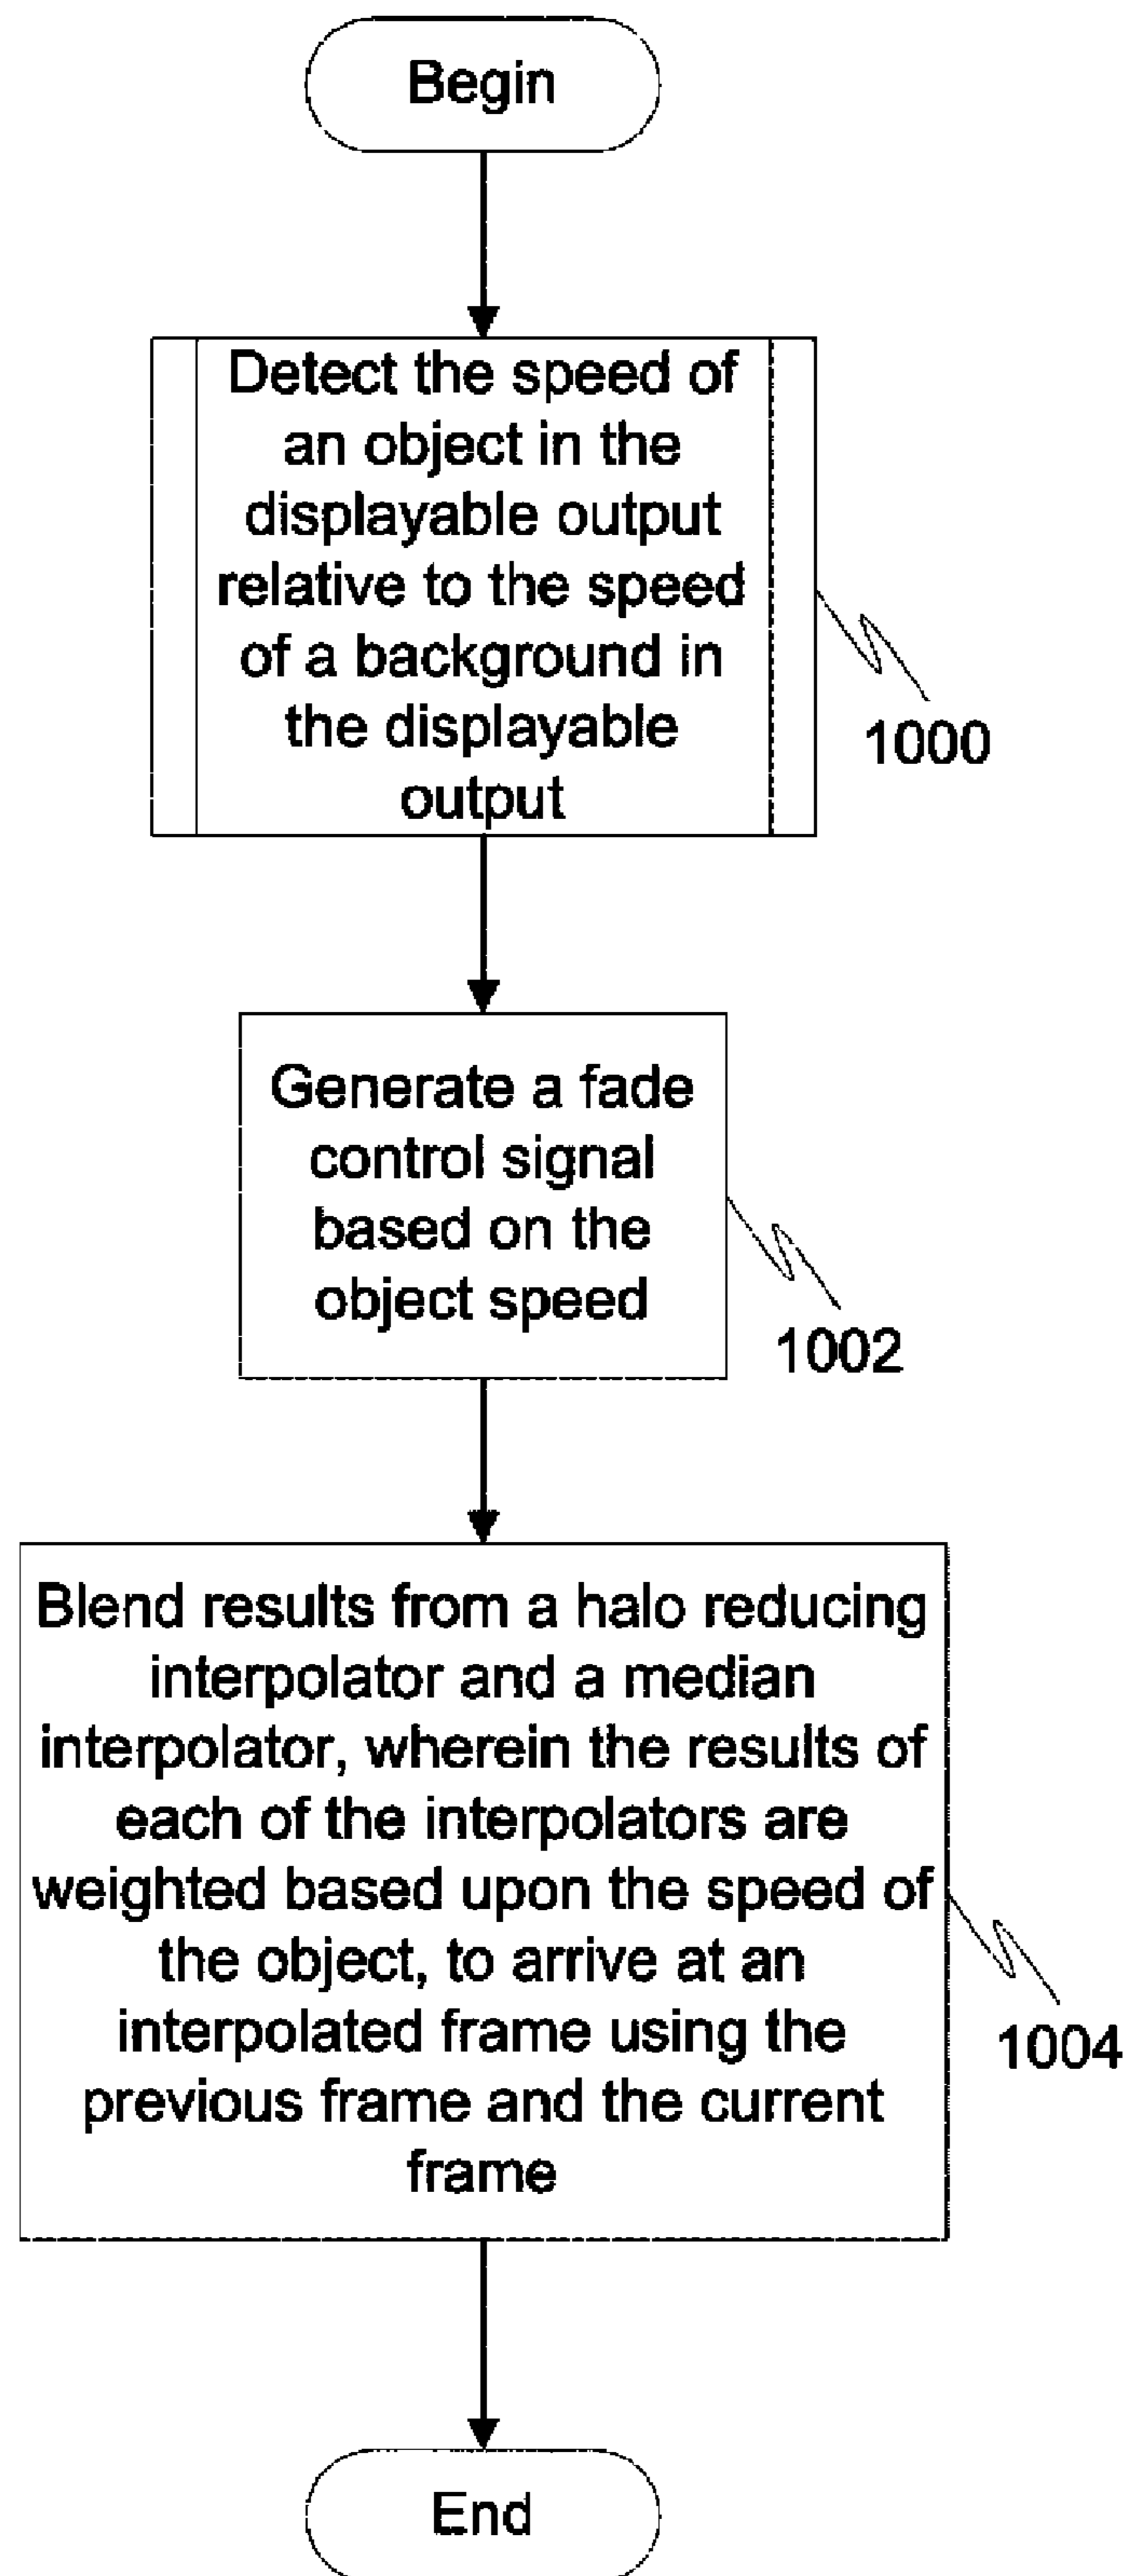 Begin
Detect the speed of
an object in the
displayable output
relative to the speed
of a background in
the displayable
output
1000
Generate a fade
control signal
based on the
object speed
1002
Blend results from a halo reducing
interpolator and a median
interpolator, wherein the results of
each of the interpolators are
weighted based upon the speed of
the object, to arrive at an
interpolated frame using the
previous frame and the current
frame
1004
End